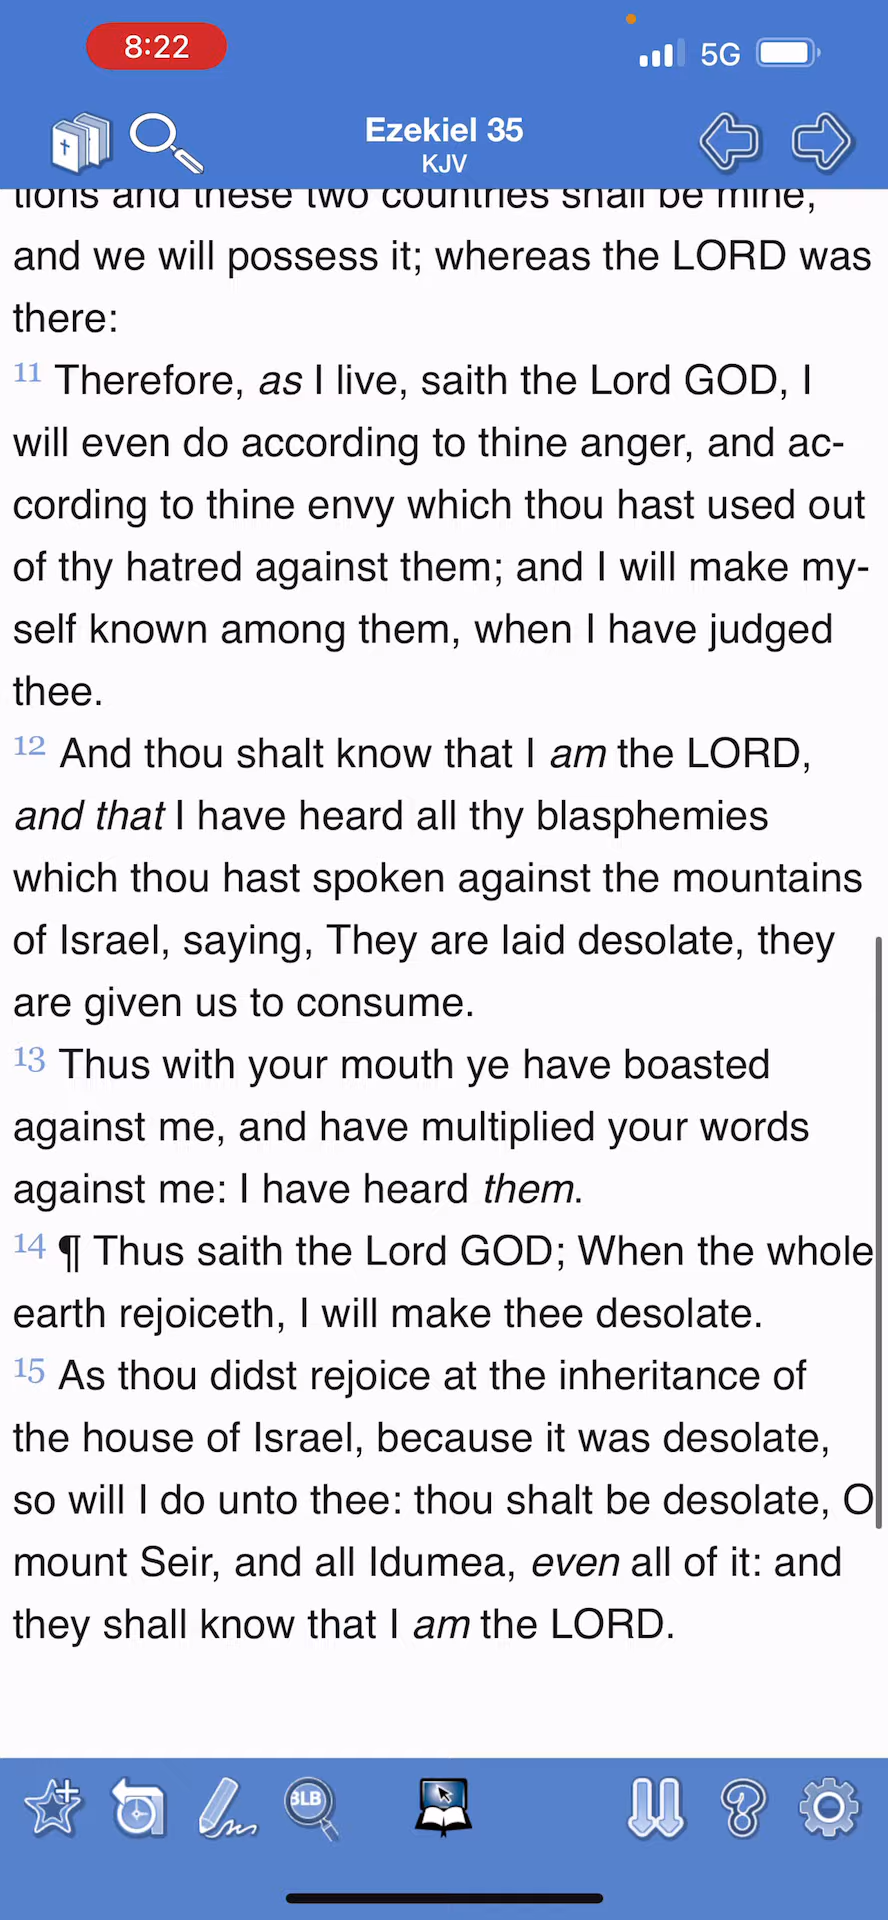 8:22
5G
Ezekiel 35
KJV
tions and these two countries shall be mine,
and we will possess it; whereas the LORD was
there:
11 Therefore, as I live, saith the Lord GOD, I
will even do according to thine anger, and ac-
cording to thine envy which thou hast used out
of thy hatred against them; and I will make my-
self known among them, when I have judged
thee.
12 And thou shalt know that I am the LORD,
and that I have heard all thy blasphemies
which thou hast spoken against the mountains
of Israel, saying, They are laid desolate, they
are given us to consume.
13 Thus with your mouth ye have boasted
against me, and have multiplied your words
against me: I have heard them.
14 ¶ Thus saith the Lord GOD; When the whole
earth rejoiceth, I will make thee desolate.
15 As thou didst rejoice at the inheritance of
the house of Israel, because it was desolate,
so will I do unto thee: thou shalt be desolate, O
mount Seir, and all Idumea, even all of it: and
they shall know that I am the LORD.
BLB